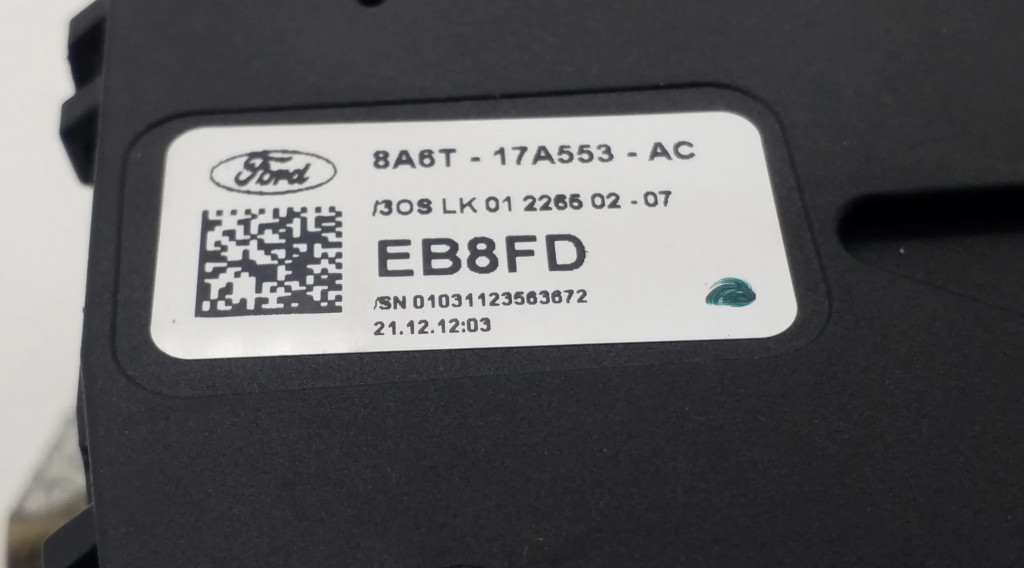 Ford
8A6T - 17A553 - AC
/3OS LK 01 2265 02 - 07
EB8FD
/SN 01031123563672
21.12.12:03